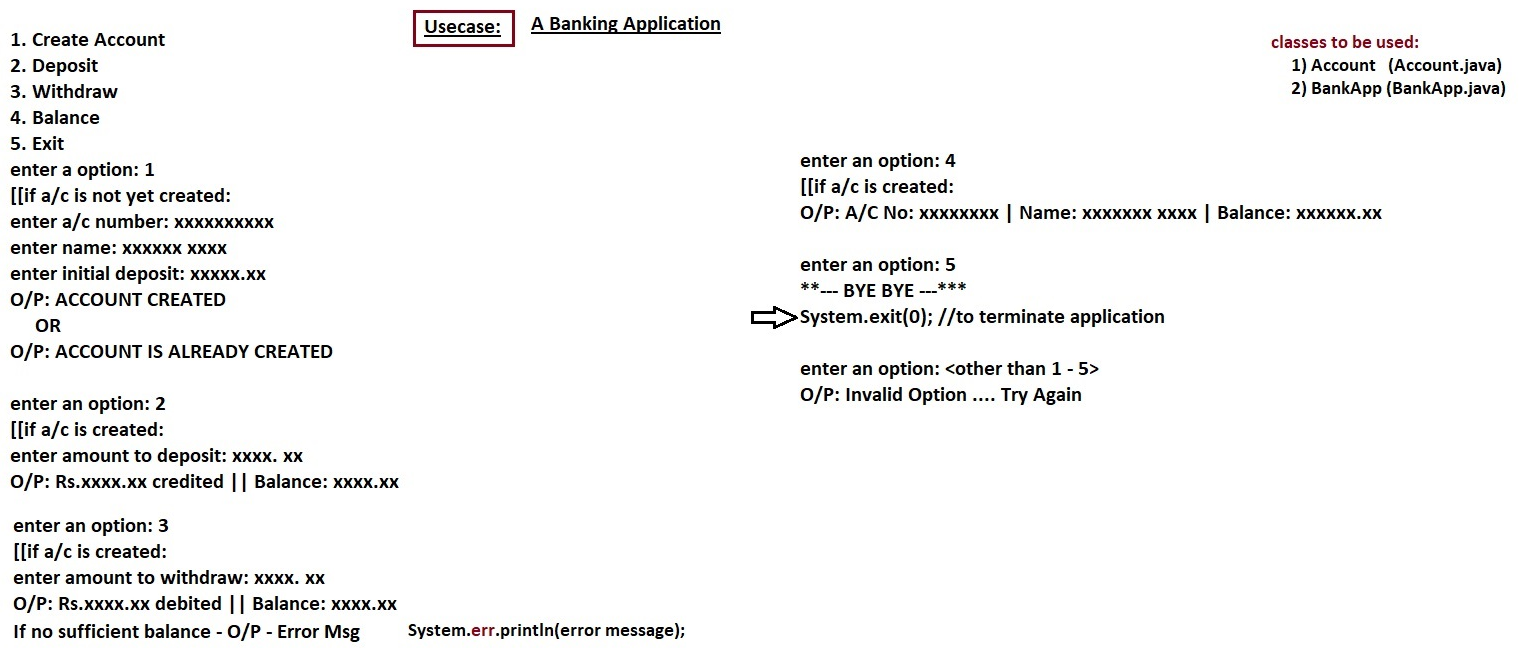 Usecase: A Banking Application
1. Create Account
2. Deposit
3. Withdraw
4. Balance
5. Exit
enter a option: 1
[[if a/c is not yet created:
enter a/c number: xxxxxxxxxx
enter name: xxxxxx xxxx
enter initial deposit: xxxxx.xx
O/P: ACCOUNT CREATED
OR
O/P: ACCOUNT IS ALREADY CREATED
enter an option: 2
[[if a/c is created:
enter amount to deposit: xxxx. xx
O/P: Rs.xxxx.xx credited || Balance: xxxx.xx
enter an option: 3
[[if a/c is created:
enter amount to withdraw: xxxx. xx
O/P: Rs.xxxx.xx debited || Balance: xxxx.xx
If no sufficient balance - O/P - Error Msg System.err.println(error message);
classes to be used:
1) Account (Account.java)
2) BankApp (BankApp.java)
enter an option: 4
[[if a/c is created:
O/P: A/C No: xxxxxxxx | Name: xxxxxxx xxxx | Balance: xxxxxx.xx
enter an option: 5
**--- BYE BYE ---***
System.exit(0); //to terminate application
enter an option: <other than 1 - 5>
O/P: Invalid Option .... Try Again